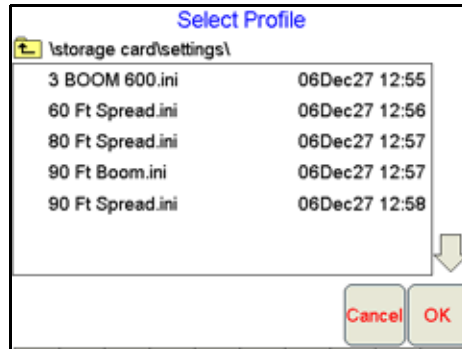 Select Profile
\storage card\settings\
3 BOOM 600.ini 06Dec27 12:55
60 Ft Spread.ini 06Dec27 12:56
80 Ft Spread.ini 06Dec27 12:57
90 Ft Boom.ini 06Dec27 12:57
90 Ft Spread.ini 06Dec27 12:58
Cancel OK